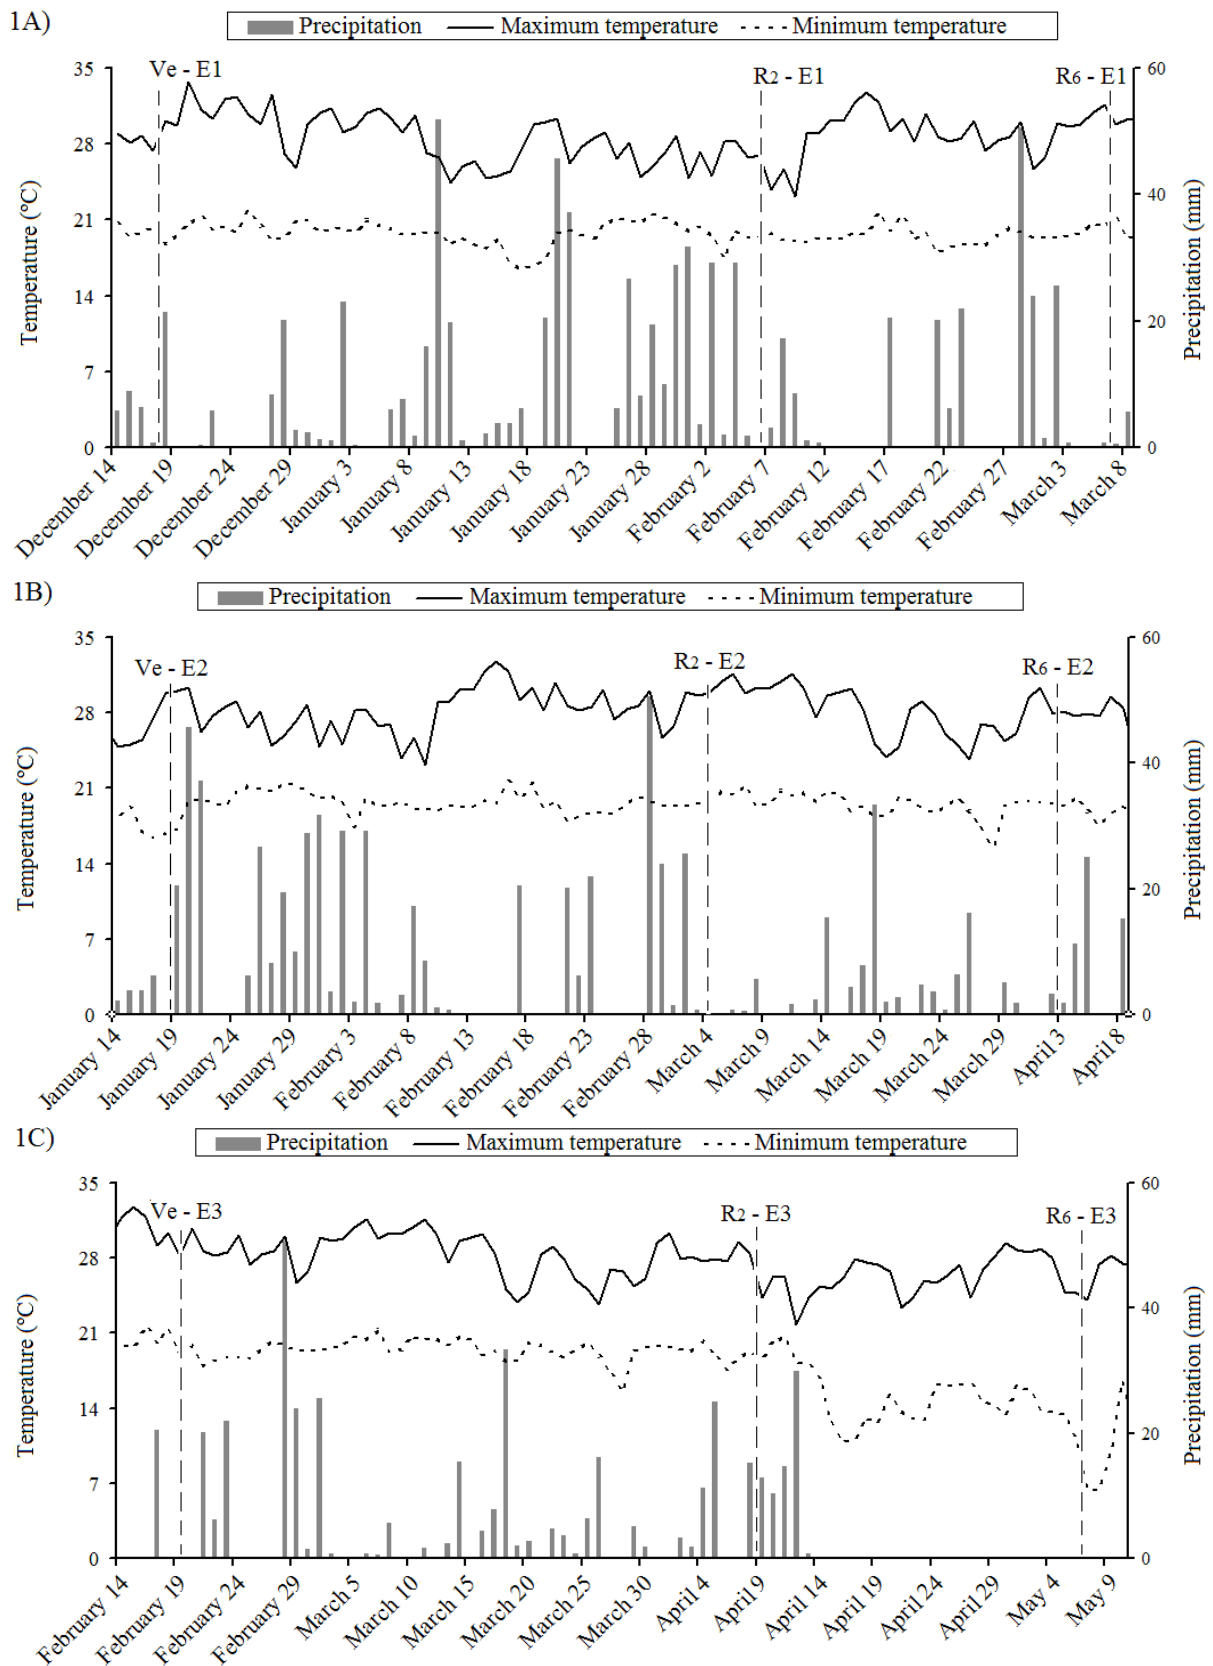 1A)
Precipitation Maximum temperature Minimum temperature
Ve - E1 R2 - E1 R6 - E1
35 60
28
40
21
14
20
7
0 0
Temperature (°C)
Precipitation (mm)
December 14 December 19 December 24 December 29 January 3 January 8 January 13 January 18 January 23 January 28 February 2 February 7 February 12 February 17 February 22 February 27 March 3 March 8
1B)
Precipitation Maximum temperature Minimum temperature
Ve - E2 R2 - E2 R6 - E2
35 60
28
40
21
14
20
7
0 0
Temperature (°C)
Precipitation (mm)
January 14 January 19 January 24 January 29 February 3 February 8 February 13 February 18 February 23 February 28 March 4 March 9 March 14 March 19 March 24 March 29 April 3 April 8
1C)
Precipitation Maximum temperature Minimum temperature
Ve - E3 R2 - E3 R6 - E3
35 60
28
40
21
14
20
7
0 0
Temperature (°C)
Precipitation (mm)
February 14 February 19 February 24 February 29 March 5 March 10 March 15 March 20 March 25 March 30 April 4 April 9 April 14 April 19 April 24 April 29 May 4 May 9